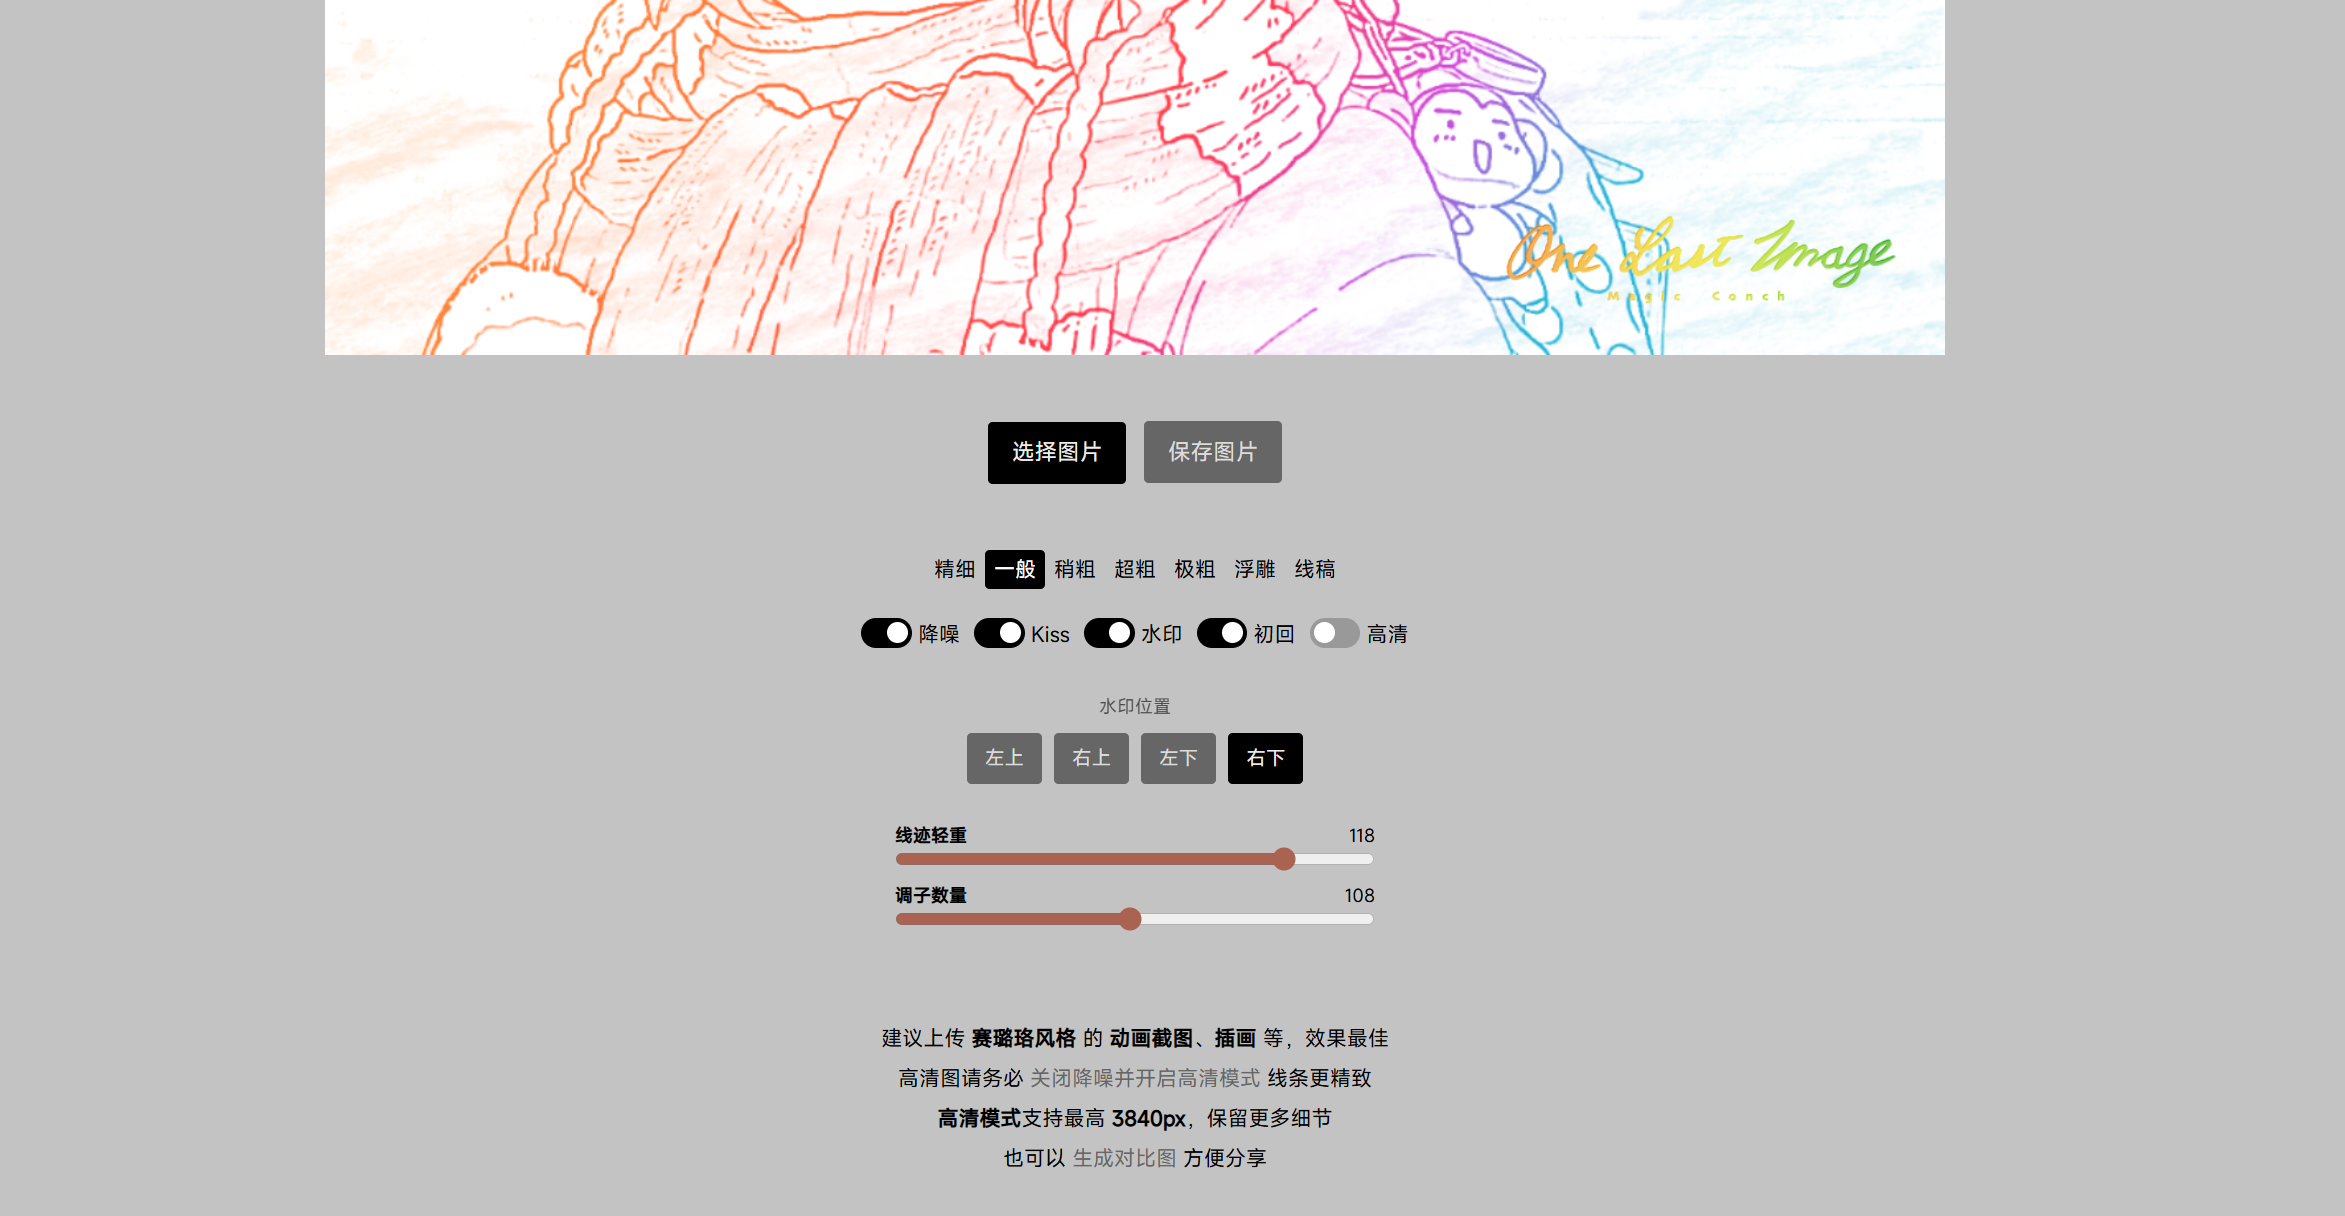 One Last Image
Magic Conch
选择图片 保存图片
精细 一般 稍粗 超粗 极粗 浮雕 线稿
降噪 Kiss 水印 初回 高清
水印位置
左上 右上 左下 右下
线迹轻重 118
调子数量 108
建议上传 赛璐珞风格 的 动画截图、插画 等，效果最佳
高清图请务必 关闭降噪并开启高清模式 线条更精致
高清模式支持最高 3840px，保留更多细节
也可以 生成对比图 方便分享